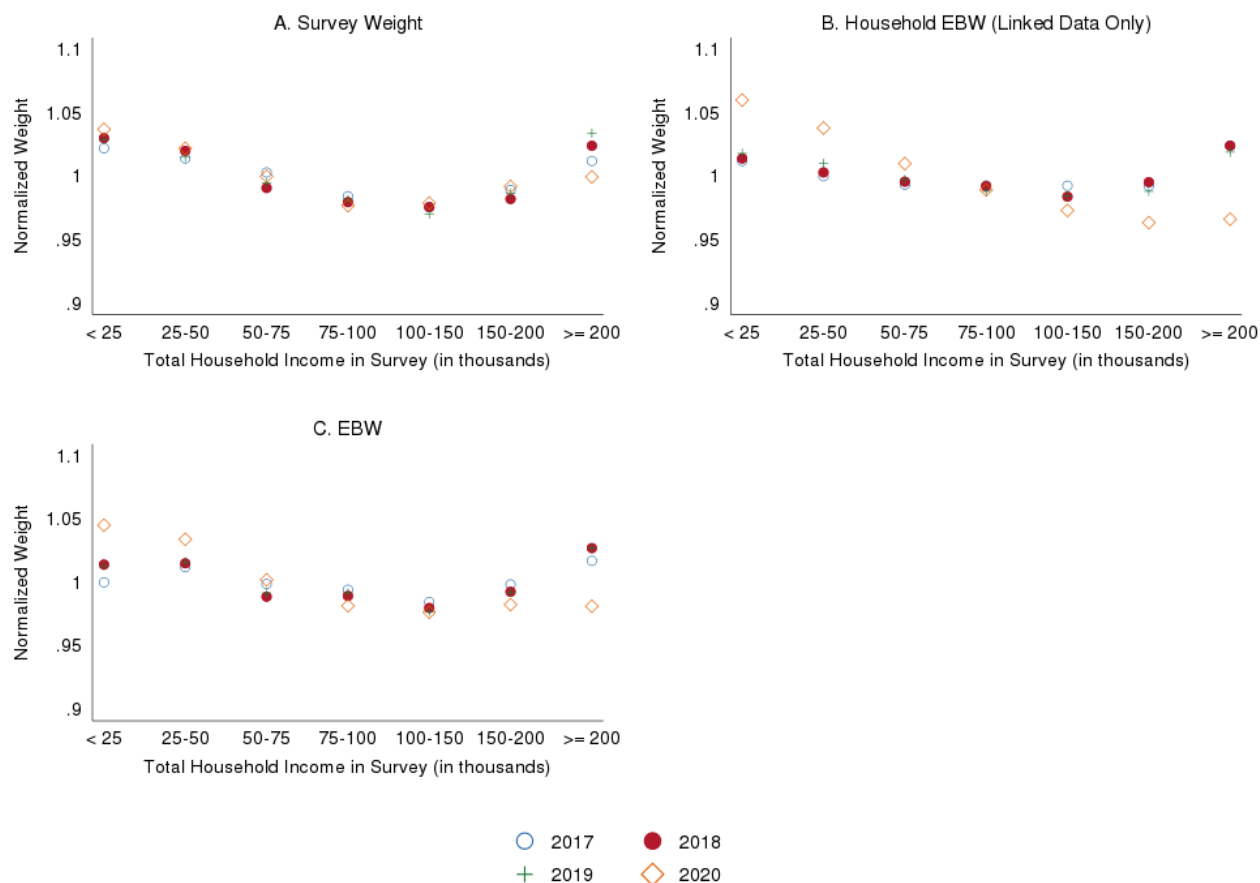 A. Survey Weight
1.1
1.05
1
.95
.9
Normalized Weight
< 25 25-50 50-75 75-100 100-150 150-200 >= 200
Total Household Income in Survey (in thousands)
B. Household EBW (Linked Data Only)
1.1
1.05
1
.95
.9
Normalized Weight
< 25 25-50 50-75 75-100 100-150 150-200 >= 200
Total Household Income in Survey (in thousands)
C. EBW
1.1
1.05
1
.95
.9
Normalized Weight
< 25 25-50 50-75 75-100 100-150 150-200 >= 200
Total Household Income in Survey (in thousands)
2017 2018
2019 2020